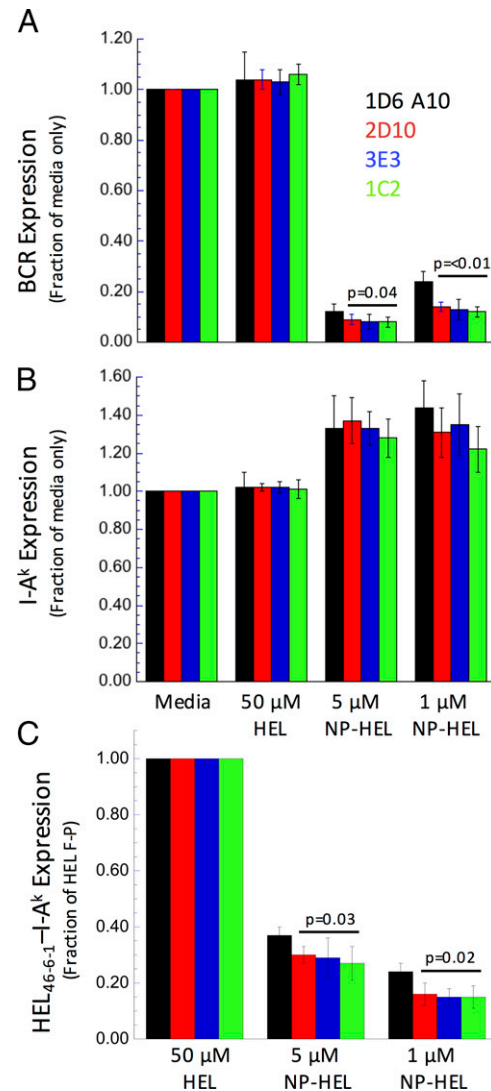 A
BCR Expression
(Fraction of media only)
1.20
1.00
0.80
0.60
0.40
0.20
0.00
1D6 A10
2D10
3E3
1C2
p=0.04
p=<0.01
B
I-Aᵏ Expression
(Fraction of media only)
1.60
1.40
1.20
1.00
0.80
0.60
0.40
0.20
0.00
Media
50 µM
HEL
5 µM
NP-HEL
1 µM
NP-HEL
C
HEL₄₆₋₆₋₁–I-Aᵏ Expression
(Fraction of HEL F-P)
1.00
0.80
0.60
0.40
0.20
0.00
p=0.03
p=0.02
50 µM
HEL
5 µM
NP-HEL
1 µM
NP-HEL